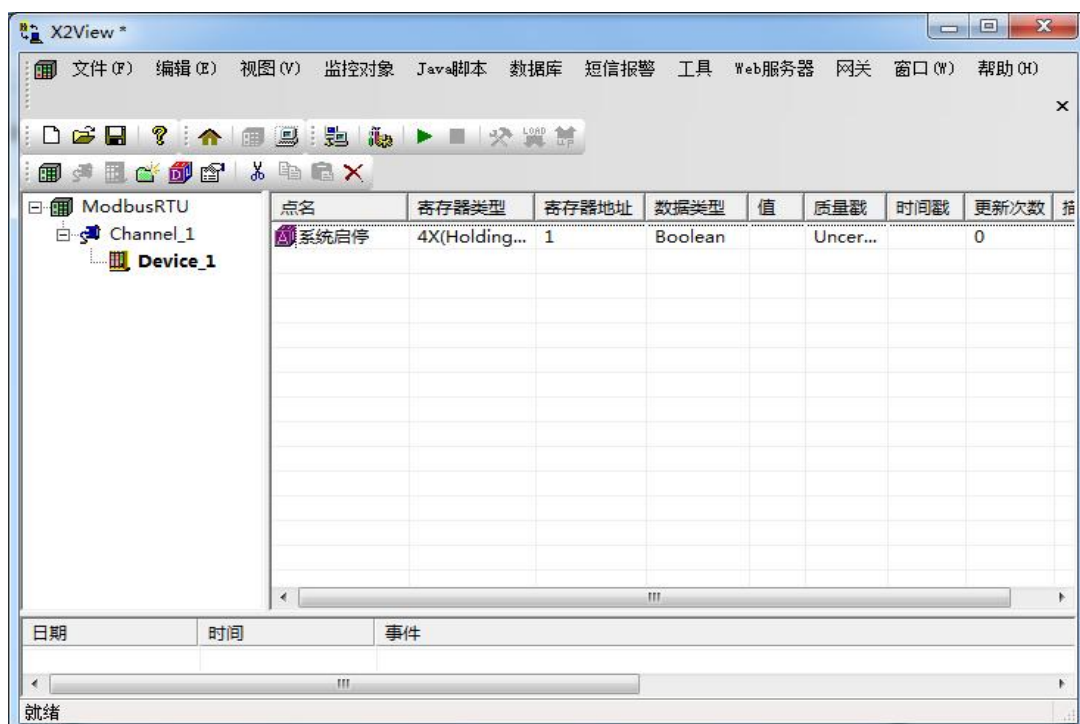 X2View *
文件(F) 编辑(E) 视图(V) 监控对象 Java脚本 数据库 短信报警 工具 Web服务器 网关 窗口(W) 帮助(H)
LOAD
ModbusRTU
Channel_1
Device_1
点名 寄存器类型 寄存器地址 数据类型 值 质量戳 时间戳 更新次数 描
系统启停 4X(Holding... 1 Boolean Uncer... 0
日期 时间 事件
就绪